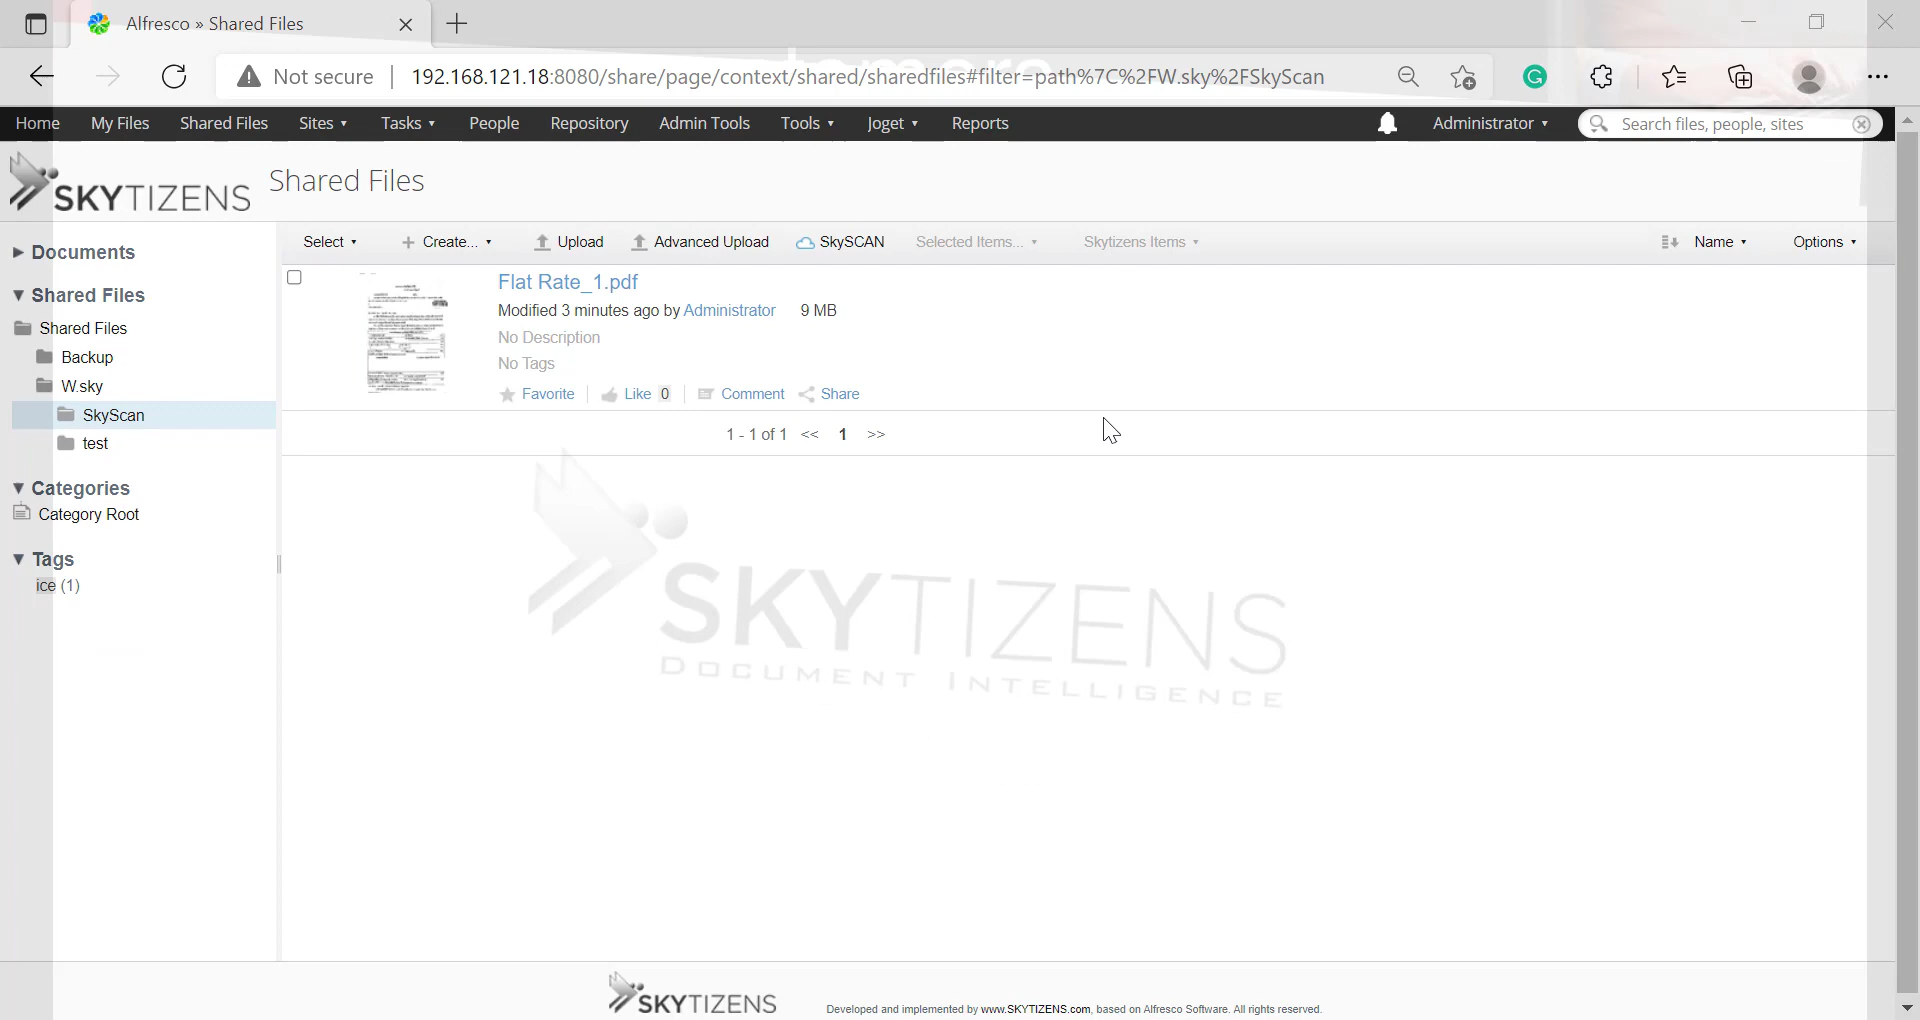 Alfresco » Shared Files
Not secure
192.168.121.18:8080/share/page/context/shared/sharedfiles#filter=path%7C%2FW.sky%2FSkyScan
Home My Files Shared Files Sites Tasks People Repository Admin Tools Tools Joget Reports Administrator Search files, people, sites
SKYTIZENS
Shared Files
Select Create... Upload Advanced Upload SkySCAN Selected Items... Skytizens Items Name Options
Documents
Shared Files
Shared Files
Backup
W.sky
SkyScan
test
Categories
Category Root
Tags
ice (1)
Flat Rate_1.pdf
Modified 3 minutes ago by Administrator 9 MB
No Description
No Tags
Favorite Like 0 Comment Share
1 - 1 of 1 << 1 >>
SKYTIZENS
DOCUMENT INTELLIGENCE
SKYTIZENS
Developed and implemented by www.SKYTIZENS.com, based on Alfresco Software. All rights reserved.